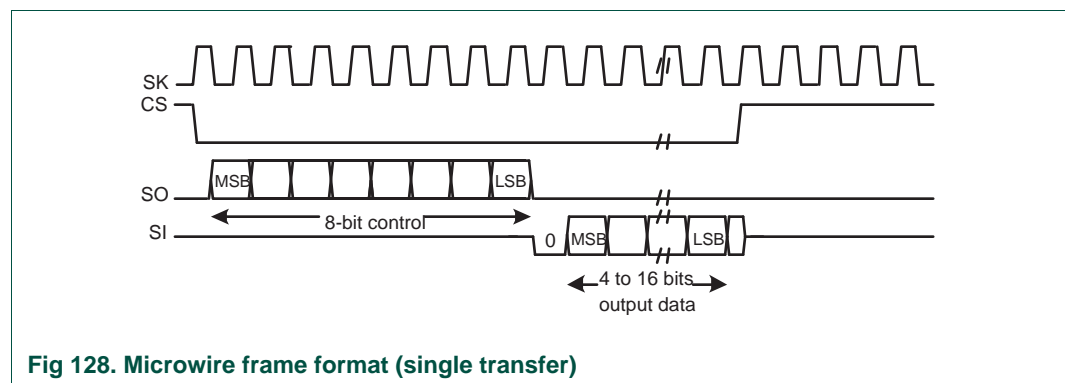 SK
CS
SO
MSB
LSB
8-bit control
SI
0
MSB
LSB
4 to 16 bits
output data
Fig 128. Microwire frame format (single transfer)